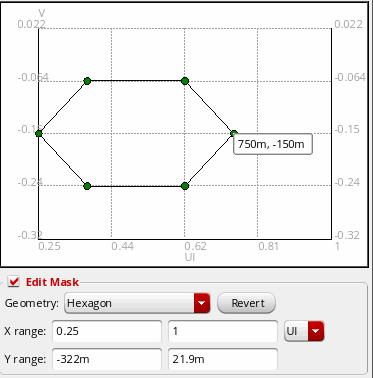 V
0.022 0.022
-0.064 -0.064
-0.15 -0.15
750m, -150m
-0.24 -0.24
-0.32 -0.32
0.25 0.44 0.62 0.81 1
UI
Edit Mask
Geometry: Hexagon Revert
X range: 0.25 1 UI
Y range: -322m 21.9m